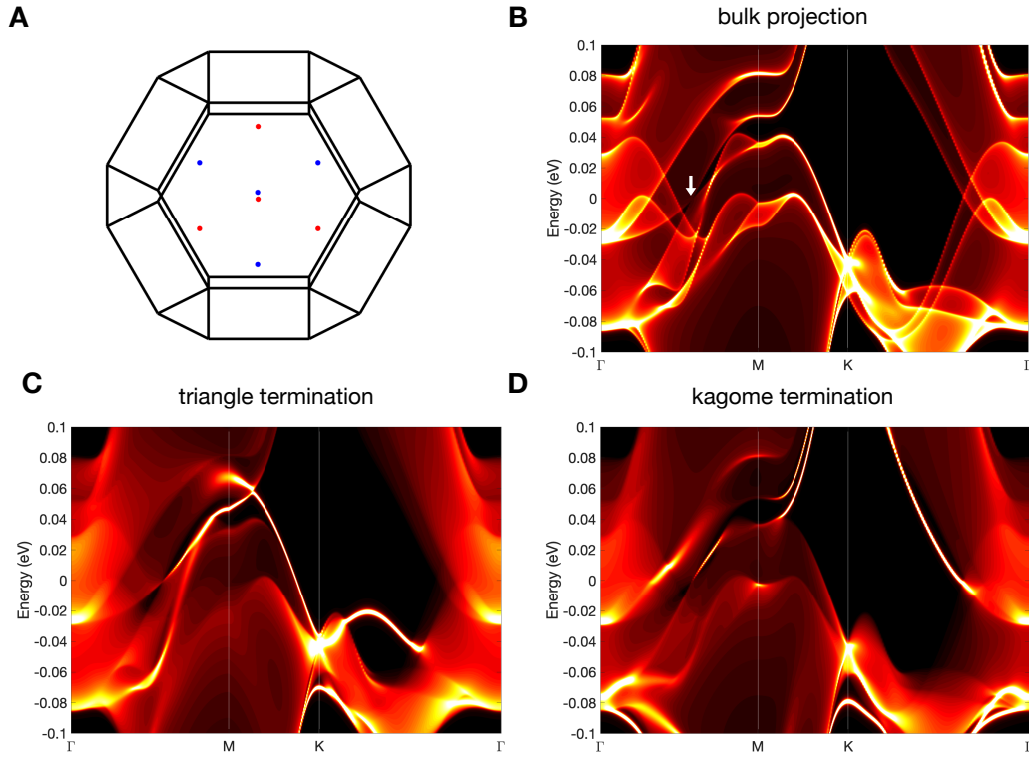 A
B
bulk projection
0.1
0.08
0.06
0.04
0.02
0
-0.02
-0.04
-0.06
-0.08
-0.1
Energy (eV)
Γ
M
K
Γ
C
triangle termination
0.1
0.08
0.06
0.04
0.02
0
-0.02
-0.04
-0.06
-0.08
-0.1
Energy (eV)
Γ
M
K
Γ
D
kagome termination
0.1
0.08
0.06
0.04
0.02
0
-0.02
-0.04
-0.06
-0.08
-0.1
Energy (eV)
Γ
M
K
Γ